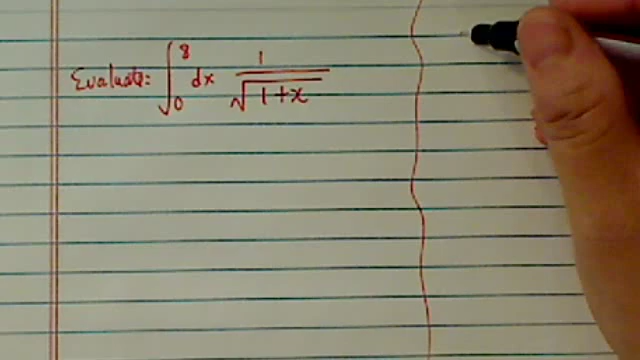 Evaluate: ∫₀⁸ dx 1/√(1+x)